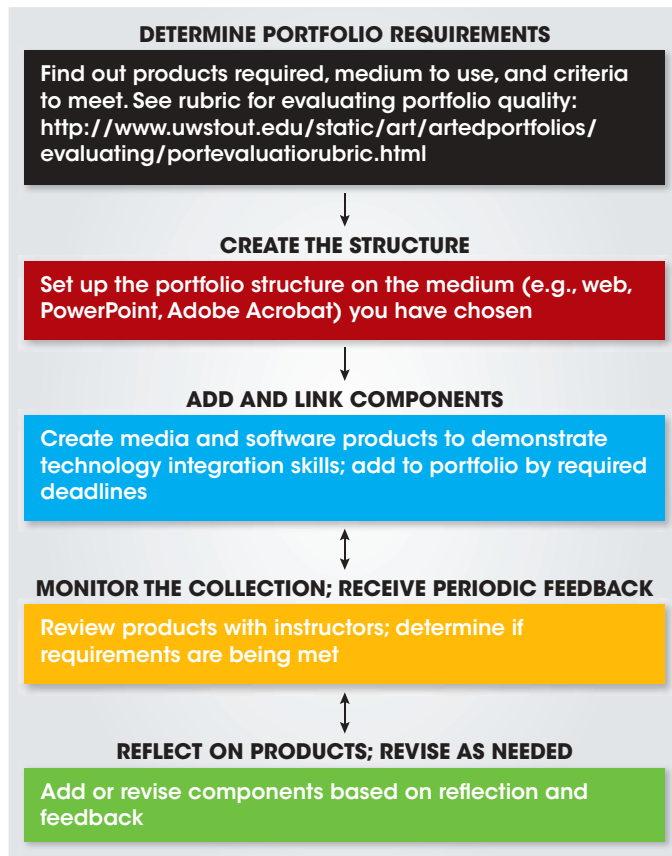 DETERMINE PORTFOLIO REQUIREMENTS
Find out products required, medium to use, and criteria
to meet. See rubric for evaluating portfolio quality:
http://www.uwstout.edu/static/art/artedportfolios/
evaluating/portevaluatiorubric.html
CREATE THE STRUCTURE
Set up the portfolio structure on the medium (e.g., web,
PowerPoint, Adobe Acrobat) you have chosen
ADD AND LINK COMPONENTS
Create media and software products to demonstrate
technology integration skills; add to portfolio by required
deadlines
MONITOR THE COLLECTION; RECEIVE PERIODIC FEEDBACK
Review products with instructors; determine if
requirements are being met
REFLECT ON PRODUCTS; REVISE AS NEEDED
Add or revise components based on reflection and
feedback